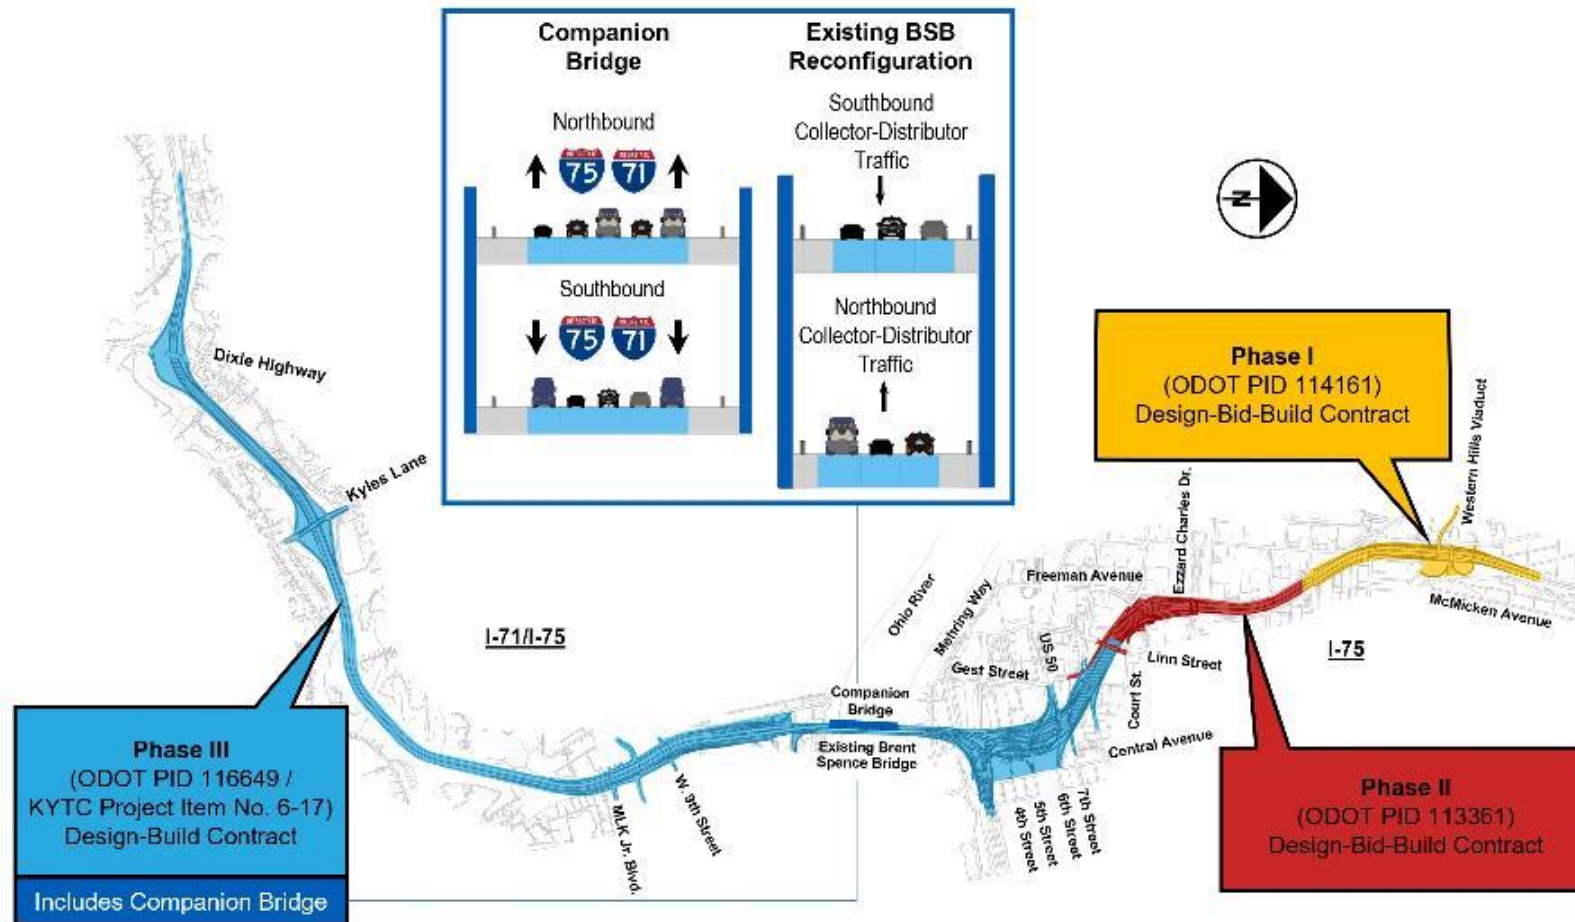 Companion
Bridge
Northbound
75
71
Southbound
75
71
Existing BSB
Reconfiguration
Southbound
Collector-Distributor
Traffic
Northbound
Collector-Distributor
Traffic
N
Phase I
(ODOT PID 114161)
Design-Bid-Build Contract
Western Hills Viaduct
Dixie Highway
Kyles Lane
I-71/I-75
Ohio River
Mehring Way
Freeman Avenue
Ezzard Charles Dr.
McMicken Avenue
I-75
Gest Street
US 50
Linn Street
Court St.
Central Avenue
Companion
Bridge
Existing Brent
Spence Bridge
4th Street
5th Street
6th Street
7th Street
W. 9th Street
MLK Jr. Blvd.
Phase III
(ODOT PID 116649 /
KYTC Project Item No. 6-17)
Design-Build Contract
Includes Companion Bridge
Phase II
(ODOT PID 113361)
Design-Bid-Build Contract